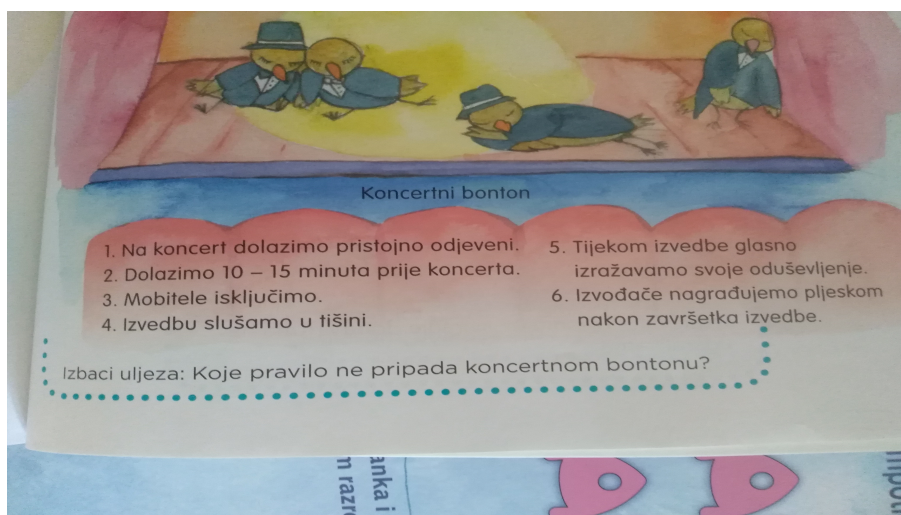 Koncertni bonton
1. Na koncert dolazimo pristojno odjeveni.
2. Dolazimo 10 – 15 minuta prije koncerta.
3. Mobitele isključimo.
4. Izvedbu slušamo u tišini.
5. Tijekom izvedbe glasno
izražavamo svoje oduševljenje.
6. Izvođače nagrađujemo pljeskom
nakon završetka izvedbe.
Izbaci uljeza: Koje pravilo ne pripada koncertnom bontonu?
anka i
m razre